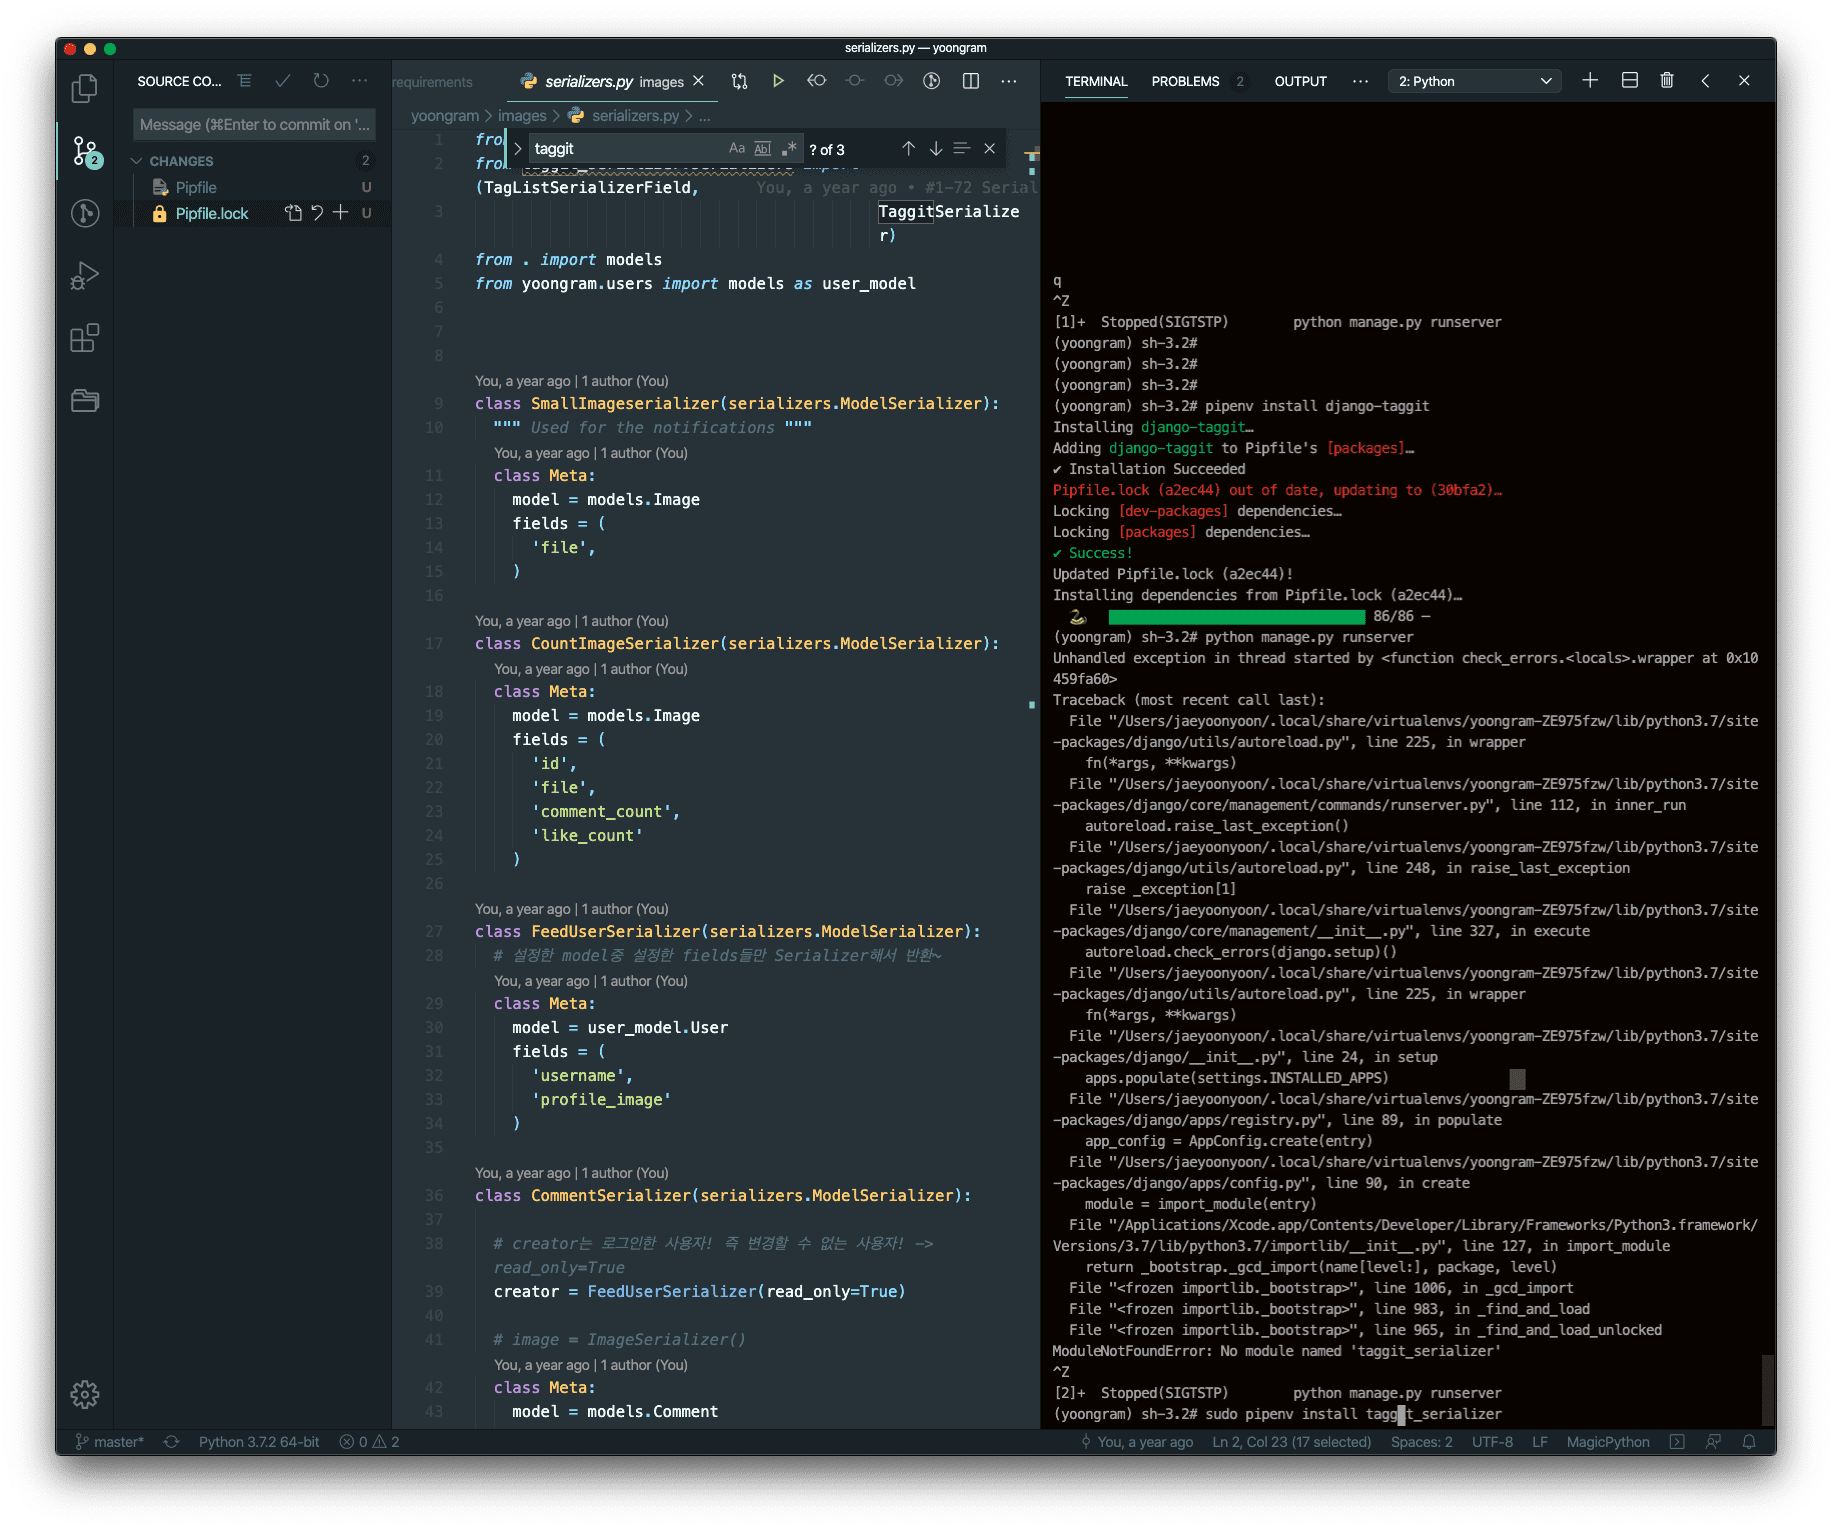 serializers.py — yoongram
SOURCE CO...
Message (⌘Enter to commit on '...
CHANGES 2
Pipfile U
Pipfile.lock U
2
requirements
serializers.py images
yoongram > images > serializers.py > ...
taggit
Aa Abl .* ? of 3
1
2
(TagListSerializerField, You, a year ago • #1-72 Serial
3 TaggitSerialize
r)
4 from . import models
5 from yoongram.users import models as user_model
6
7
8
You, a year ago | 1 author (You)
9 class SmallImageserializer(serializers.ModelSerializer):
10 """ Used for the notifications """
You, a year ago | 1 author (You)
11 class Meta:
12 model = models.Image
13 fields = (
14 'file',
15 )
16
You, a year ago | 1 author (You)
17 class CountImageSerializer(serializers.ModelSerializer):
You, a year ago | 1 author (You)
18 class Meta:
19 model = models.Image
20 fields = (
21 'id',
22 'file',
23 'comment_count',
24 'like_count'
25 )
26
You, a year ago | 1 author (You)
27 class FeedUserSerializer(serializers.ModelSerializer):
28 # 설정한 model중 설정한 fields들만 Serializer해서 반환~
You, a year ago | 1 author (You)
29 class Meta:
30 model = user_model.User
31 fields = (
32 'username',
33 'profile_image'
34 )
35
You, a year ago | 1 author (You)
36 class CommentSerializer(serializers.ModelSerializer):
37
38 # creator는 로그인한 사용자! 즉 변경할 수 없는 사용자! ->
read_only=True
39 creator = FeedUserSerializer(read_only=True)
40
41 # image = ImageSerializer()
You, a year ago | 1 author (You)
42 class Meta:
43 model = models.Comment
TERMINAL PROBLEMS 2 OUTPUT ... 2: Python
q
^Z
[1]+ Stopped(SIGTSTP) python manage.py runserver
(yoongram) sh-3.2#
(yoongram) sh-3.2#
(yoongram) sh-3.2#
(yoongram) sh-3.2# pipenv install django-taggit
Installing django-taggit…
Adding django-taggit to Pipfile's [packages]…
✔ Installation Succeeded
Pipfile.lock (a2ec44) out of date, updating to (30bfa2)…
Locking [dev-packages] dependencies…
Locking [packages] dependencies…
✔ Success!
Updated Pipfile.lock (a2ec44)!
Installing dependencies from Pipfile.lock (a2ec44)…
🐍 86/86 —
(yoongram) sh-3.2# python manage.py runserver
Unhandled exception in thread started by <function check_errors.<locals>.wrapper at 0x10
459fa60>
Traceback (most recent call last):
File "/Users/jaeyoonyoon/.local/share/virtualenvs/yoongram-ZE975fzw/lib/python3.7/site
-packages/django/utils/autoreload.py", line 225, in wrapper
fn(*args, **kwargs)
File "/Users/jaeyoonyoon/.local/share/virtualenvs/yoongram-ZE975fzw/lib/python3.7/site
-packages/django/core/management/commands/runserver.py", line 112, in inner_run
autoreload.raise_last_exception()
File "/Users/jaeyoonyoon/.local/share/virtualenvs/yoongram-ZE975fzw/lib/python3.7/site
-packages/django/utils/autoreload.py", line 248, in raise_last_exception
raise _exception[1]
File "/Users/jaeyoonyoon/.local/share/virtualenvs/yoongram-ZE975fzw/lib/python3.7/site
-packages/django/core/management/__init__.py", line 327, in execute
autoreload.check_errors(django.setup)()
File "/Users/jaeyoonyoon/.local/share/virtualenvs/yoongram-ZE975fzw/lib/python3.7/site
-packages/django/utils/autoreload.py", line 225, in wrapper
fn(*args, **kwargs)
File "/Users/jaeyoonyoon/.local/share/virtualenvs/yoongram-ZE975fzw/lib/python3.7/site
-packages/django/__init__.py", line 24, in setup
apps.populate(settings.INSTALLED_APPS)
File "/Users/jaeyoonyoon/.local/share/virtualenvs/yoongram-ZE975fzw/lib/python3.7/site
-packages/django/apps/registry.py", line 89, in populate
app_config = AppConfig.create(entry)
File "/Users/jaeyoonyoon/.local/share/virtualenvs/yoongram-ZE975fzw/lib/python3.7/site
-packages/django/apps/config.py", line 90, in create
module = import_module(entry)
File "/Applications/Xcode.app/Contents/Developer/Library/Frameworks/Python3.framework/
Versions/3.7/lib/python3.7/importlib/__init__.py", line 127, in import_module
return _bootstrap._gcd_import(name[level:], package, level)
File "<frozen importlib._bootstrap>", line 1006, in _gcd_import
File "<frozen importlib._bootstrap>", line 983, in _find_and_load
File "<frozen importlib._bootstrap>", line 965, in _find_and_load_unlocked
ModuleNotFoundError: No module named 'taggit_serializer'
^Z
[2]+ Stopped(SIGTSTP) python manage.py runserver
(yoongram) sh-3.2# sudo pipenv install taggit_serializer
master* Python 3.7.2 64-bit 0 2 You, a year ago Ln 2, Col 23 (17 selected) Spaces: 2 UTF-8 LF MagicPython